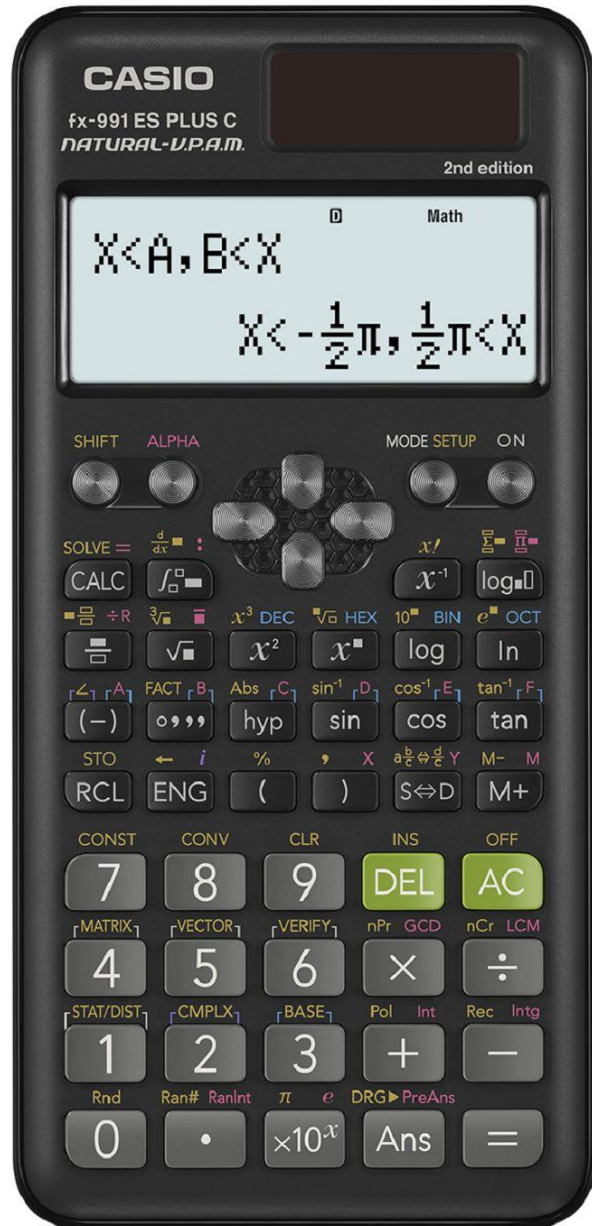 CASIO
fx-991 ES PLUS C
NATURAL-V.P.A.M.
2nd edition
D Math
X<A,B<X
X<-1/2π,1/2π<X
SHIFT ALPHA MODE SETUP ON
SOLVE = d/dx■ : x! Σ■ Π■
CALC ∫■ x⁻¹ log■□
■■/□ ÷R ³√■ ■̅ x³ DEC ■√□ HEX 10■ BIN e■ OCT
■/□ √■ x² x■ log ln
∠ A FACT B Abs C sin⁻¹ D cos⁻¹ E tan⁻¹ F
(−) °,,, hyp sin cos tan
STO ← i % , X a b/c⇔d/c Y M− M
RCL ENG ( ) S⇔D M+
CONST CONV CLR INS OFF
7 8 9 DEL AC
MATRIX VECTOR VERIFY nPr GCD nCr LCM
4 5 6 × ÷
STAT/DIST CMPLX BASE Pol Int Rec Intg
1 2 3 + −
Rnd Ran# RanInt π e DRG▶ PreAns
0 • ×10ˣ Ans =